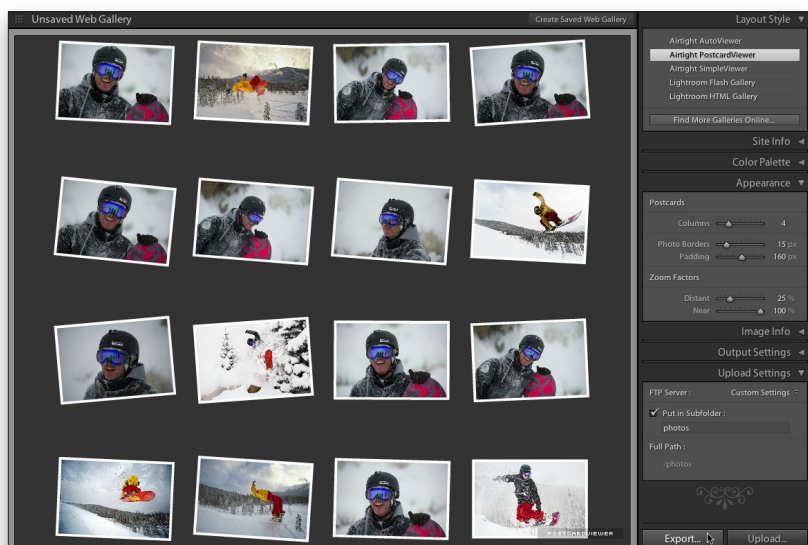 Unsaved Web Gallery
Create Saved Web Gallery
POSTCARDVIEWER
Layout Style
Airtight AutoViewer
Airtight PostcardViewer
Airtight SimpleViewer
Lightroom Flash Gallery
Lightroom HTML Gallery
Find More Galleries Online...
Site Info
Color Palette
Appearance
Postcards
Columns 4
Photo Borders 15 px
Padding 160 px
Zoom Factors
Distant 25 %
Near 100 %
Image Info
Output Settings
Upload Settings
FTP Server : Custom Settings
Put in Subfolder :
photos
Full Path :
/photos
Export... Upload...